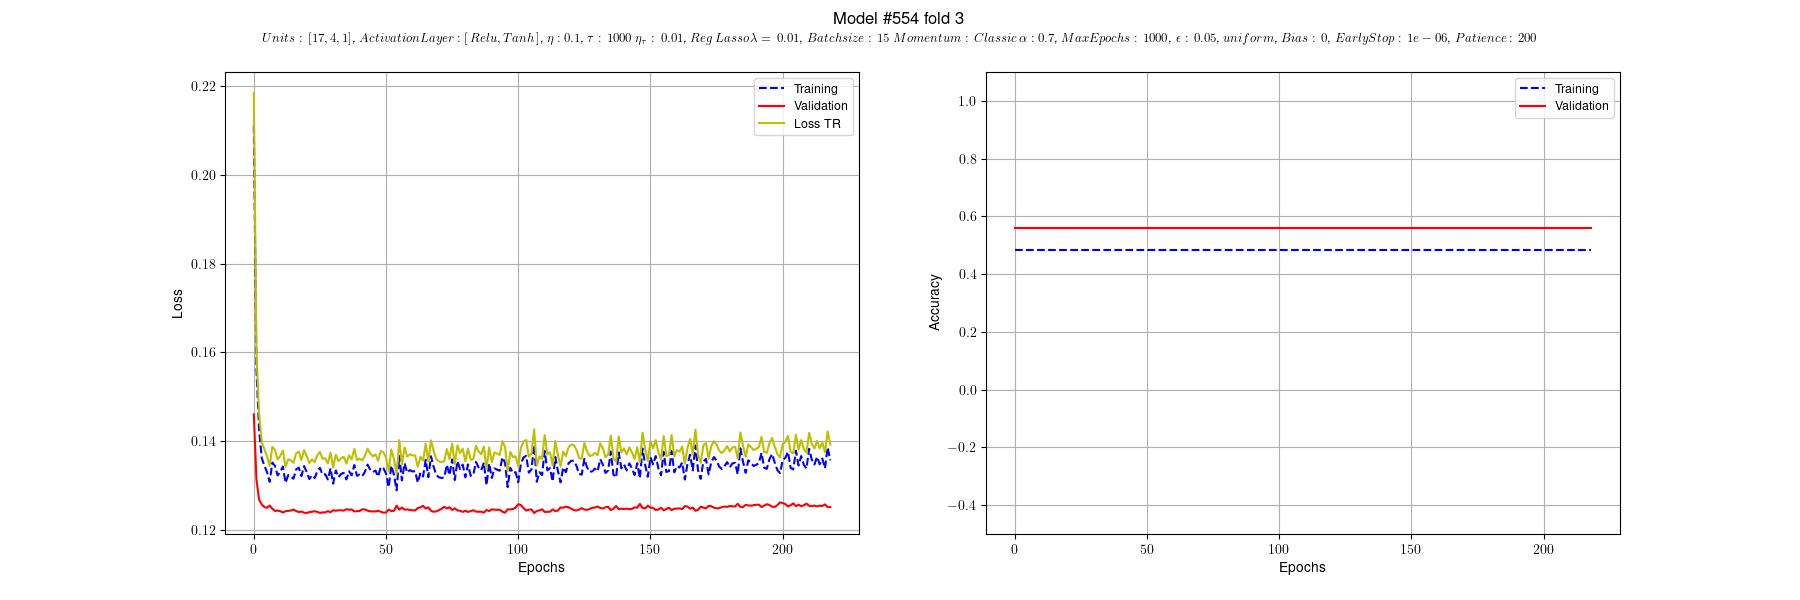 Model #554 fold 3
Units : [17, 4, 1], ActivationLayer : [ Relu, Tanh], η : 0.1, τ : 1000 ητ : 0.01, Reg Lassoλ = 0.01, Batchsize : 15 Momentum : Classic α : 0.7, MaxEpochs : 1000, ϵ : 0.05, uniform, Bias : 0, EarlyStop : 1e − 06, Patience : 200
Loss
0.22
0.20
0.18
0.16
0.14
0.12
0
50
100
150
200
Epochs
Training
Validation
Loss TR
Accuracy
1.0
0.8
0.6
0.4
0.2
0.0
−0.2
−0.4
0
50
100
150
200
Epochs
Training
Validation